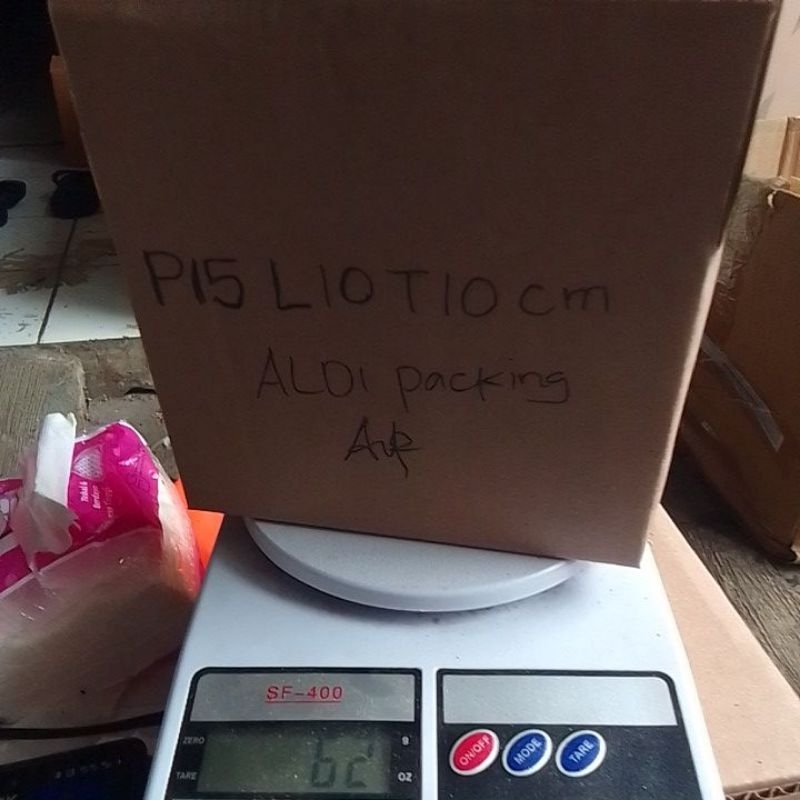 P15 L10 T10 cm
ALDI packing
SF-400
ZERO
g
TARE
OZ
ON/OFF
MODE
TARE